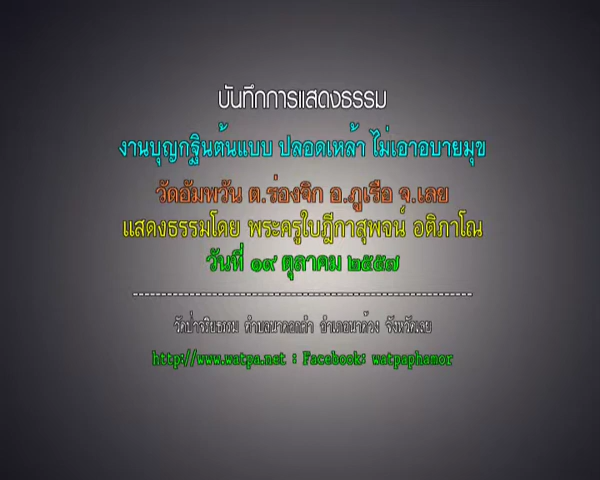 บันทึกการแสดงธรรม
งานบุญกฐินต้นแบบ ปลอดเหล้า ไม่เอาอบายมุข
วัดอัมพวัน ต.ร่องจิก อ.ภูเรือ จ.เลย
แสดงธรรมโดย พระครูใบฎีกาสุพจน์ อติภาโณ
วันที่ ๑๙ ตุลาคม ๒๕๕๗
วัดป่าจริยธรรม ตำบลนาดอกคำ อำเภอนาด้วง จังหวัดเลย
http://www.watpa.net : Facebook: watpaphamor